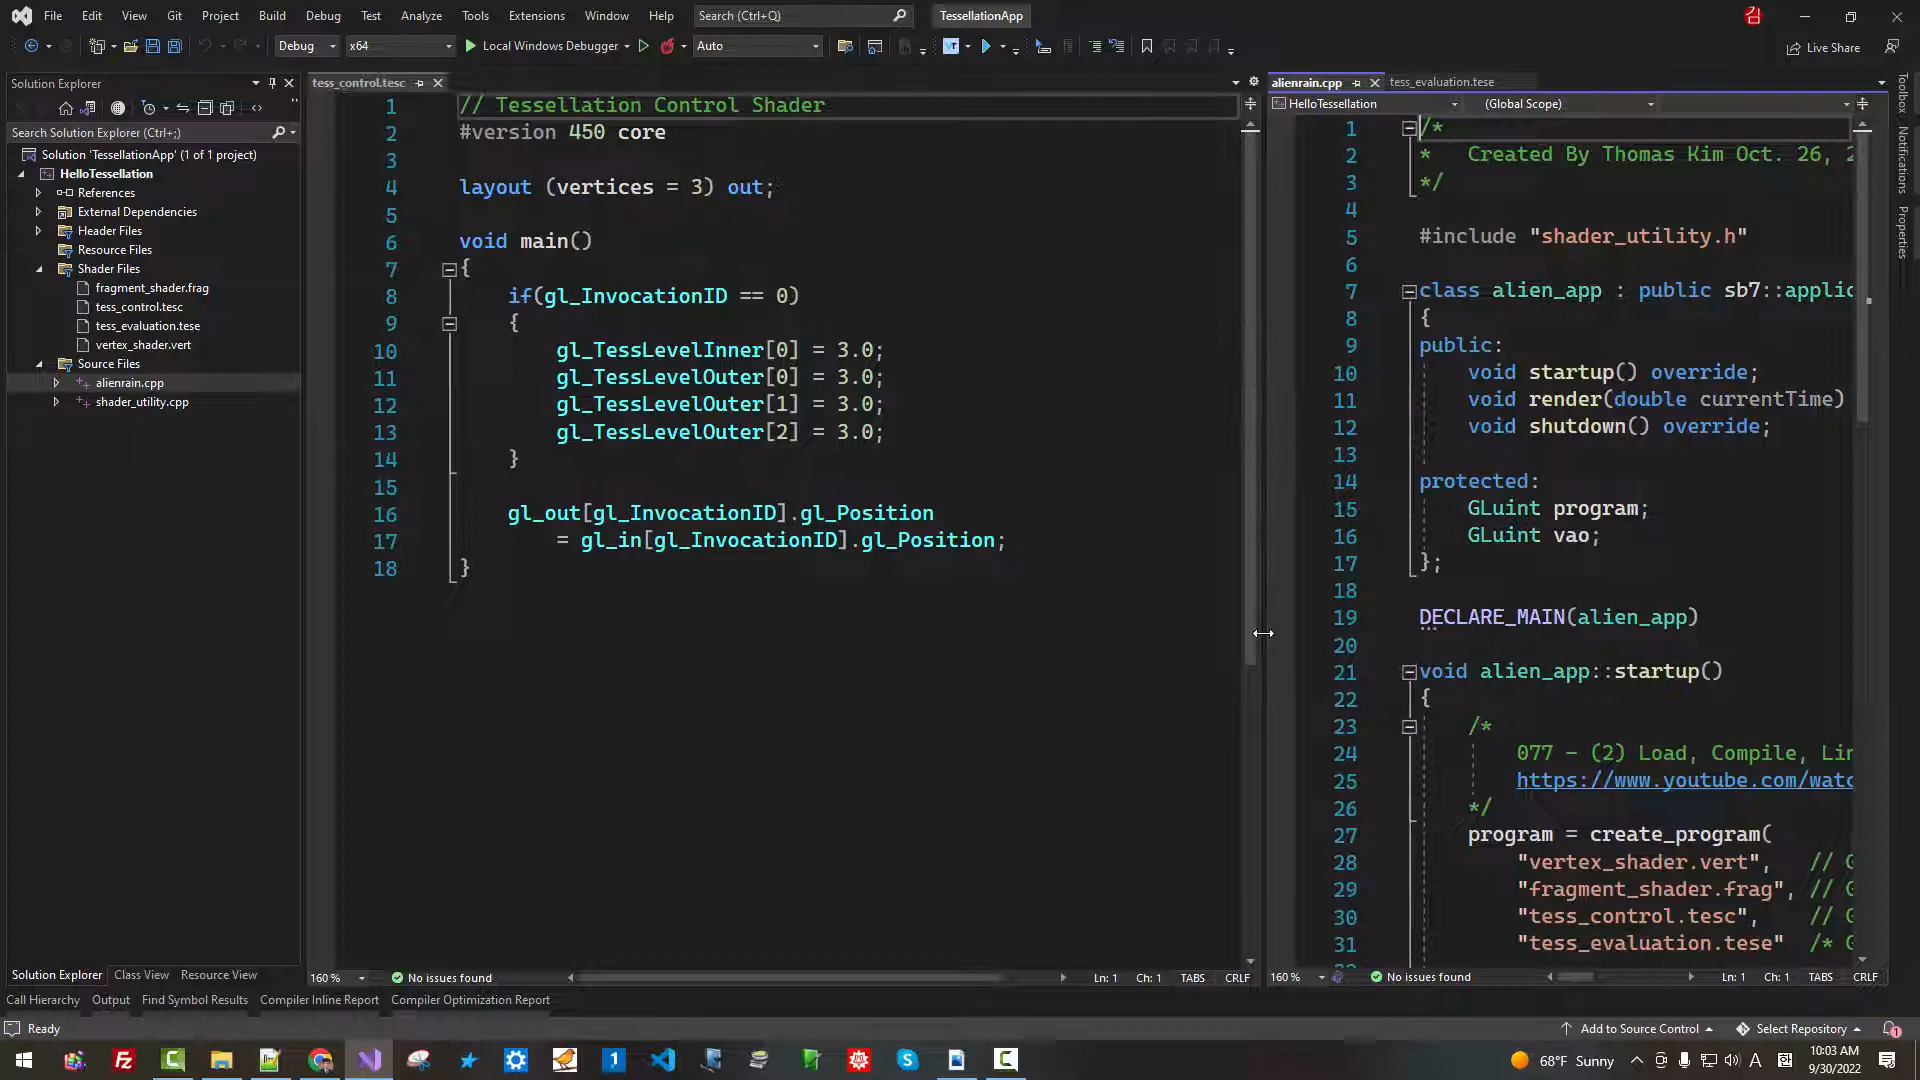 File Edit View Git Project Build Debug Test Analyze Tools Extensions Window Help Search (Ctrl+Q) TessellationApp
Debug x64 Local Windows Debugger Auto Live Share
Solution Explorer
Search Solution Explorer (Ctrl+;)
Solution 'TessellationApp' (1 of 1 project)
HelloTessellation
References
External Dependencies
Header Files
Resource Files
Shader Files
fragment_shader.frag
tess_control.tesc
tess_evaluation.tese
vertex_shader.vert
Source Files
alienrain.cpp
shader_utility.cpp
Solution Explorer Class View Resource View
tess_control.tesc
1 // Tessellation Control Shader
2 #version 450 core
3
4 layout (vertices = 3) out;
5
6 void main()
7 {
8 if(gl_InvocationID == 0)
9 {
10 gl_TessLevelInner[0] = 3.0;
11 gl_TessLevelOuter[0] = 3.0;
12 gl_TessLevelOuter[1] = 3.0;
13 gl_TessLevelOuter[2] = 3.0;
14 }
15
16 gl_out[gl_InvocationID].gl_Position
17 = gl_in[gl_InvocationID].gl_Position;
18 }
160 % No issues found Ln: 1 Ch: 1 TABS CRLF
alienrain.cpp tess_evaluation.tese
HelloTessellation (Global Scope)
1 /*
2 * Created By Thomas Kim Oct. 26, 2
3 */
4
5 #include "shader_utility.h"
6
7 class alien_app : public sb7::applic
8 {
9 public:
10 void startup() override;
11 void render(double currentTime)
12 void shutdown() override;
13
14 protected:
15 GLuint program;
16 GLuint vao;
17 };
18
19 DECLARE_MAIN(alien_app)
20
21 void alien_app::startup()
22 {
23 /*
24 077 - (2) Load, Compile, Lin
25 https://www.youtube.com/watc
26 */
27 program = create_program(
28 "vertex_shader.vert", // G
29 "fragment_shader.frag", // G
30 "tess_control.tesc", // G
31 "tess_evaluation.tese" /* G
160 % No issues found Ln: 1 Ch: 1 TABS CRLF
Toolbox
Notifications
Properties
Call Hierarchy Output Find Symbol Results Compiler Inline Report Compiler Optimization Report
Ready Add to Source Control Select Repository 1
68°F Sunny A 한 10:03 AM
9/30/2022